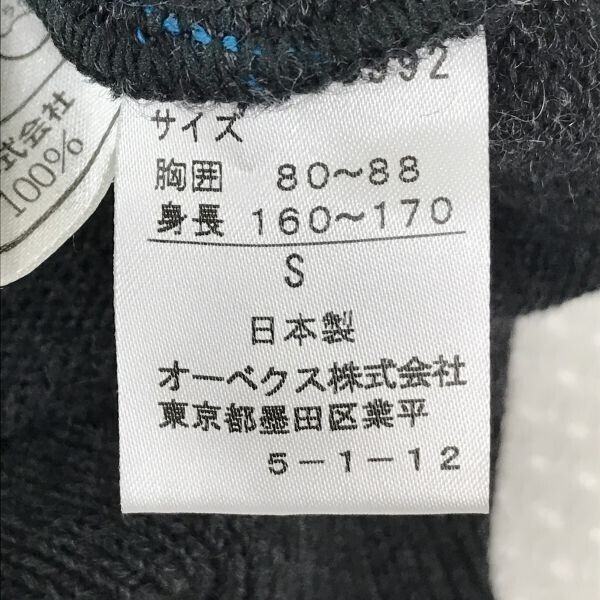 992
サイズ
胸囲 80～88
身長 160～170
S
日本製
オーベクス株式会社
東京都墨田区業平
5-1-12
式会社
100%